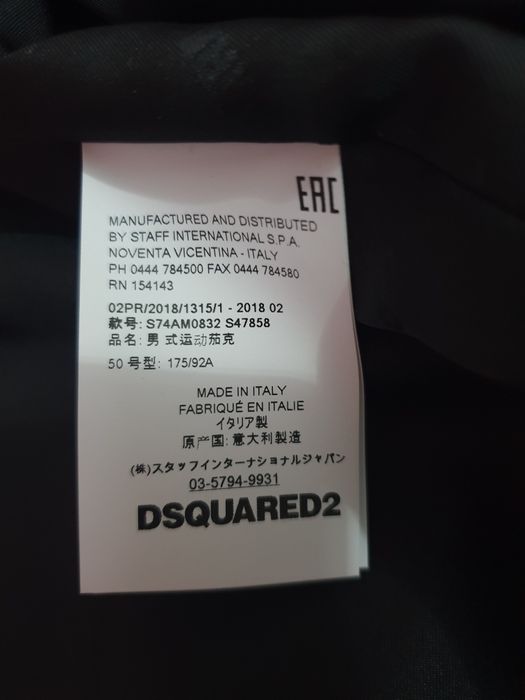 EAC
MANUFACTURED AND DISTRIBUTED
BY STAFF INTERNATIONAL S.P.A.
NOVENTA VICENTINA - ITALY
PH 0444 784500 FAX 0444 784580
RN 154143
02PR/2018/1315/1 - 2018 02
款号: S74AM0832 S47858
品名: 男 式运动茄克
50 号型: 175/92A
MADE IN ITALY
FABRIQUÉ EN ITALIE
イタリア製
原产国: 意大利製造
(株)スタッフインターナショナルジャパン
03-5794-9931
DSQUARED2